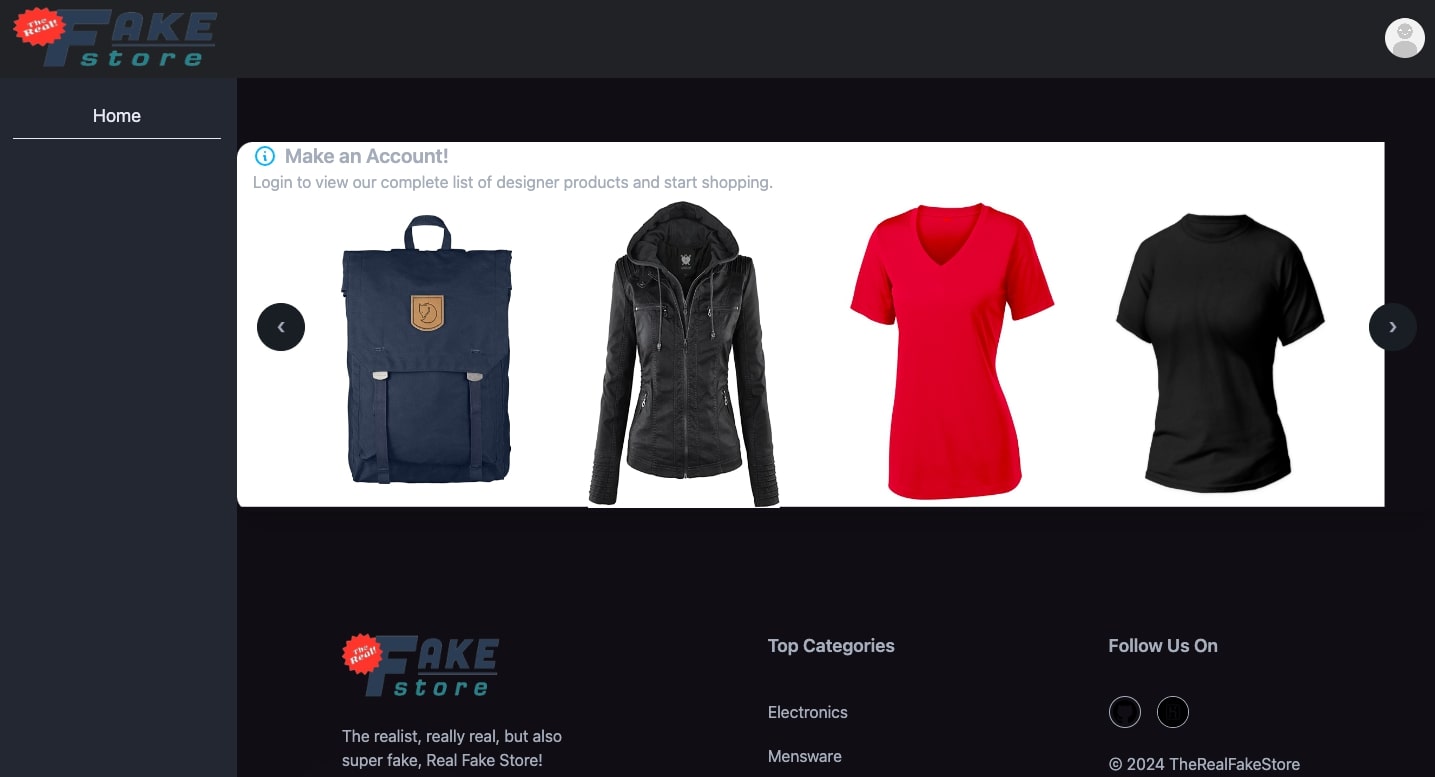 The
Real!
FAKE
store
Home
Make an Account!
Login to view our complete list of designer products and start shopping.
‹
›
The
Real!
FAKE
store
The realist, really real, but also
super fake, Real Fake Store!
Top Categories
Electronics
Mensware
Follow Us On
© 2024 TheRealFakeStore